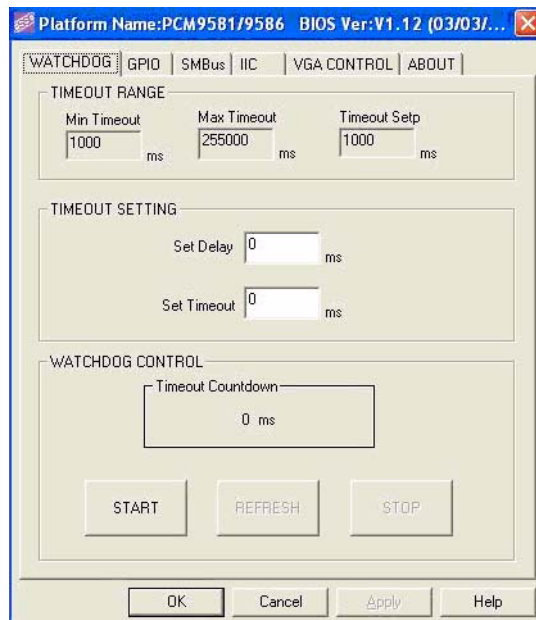 Platform Name:PCM9581/9586 BIOS Ver:V1.12 (03/03/...
WATCHDOG GPIO SMBus IIC VGA CONTROL ABOUT
TIMEOUT RANGE
Min Timeout Max Timeout Timeout Setp
1000 ms 255000 ms 1000 ms
TIMEOUT SETTING
Set Delay 0 ms
Set Timeout 0 ms
WATCHDOG CONTROL
Timeout Countdown
0 ms
START REFRESH STOP
OK Cancel Apply Help